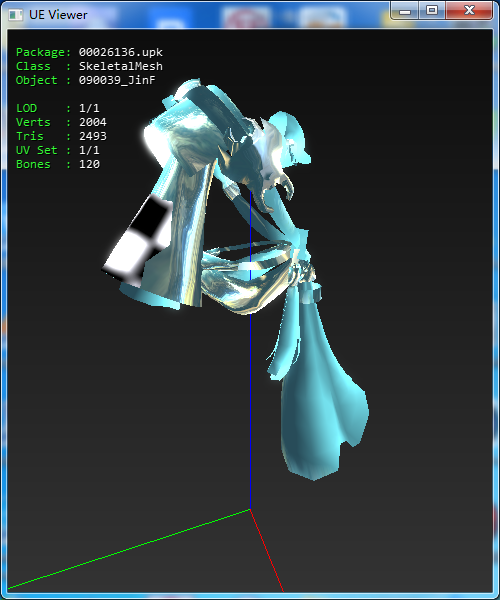 UE Viewer
Package: 00026136.upk
Class : SkeletalMesh
Object : 090039_JinF
LOD : 1/1
Verts : 2004
Tris : 2493
UV Set : 1/1
Bones : 120